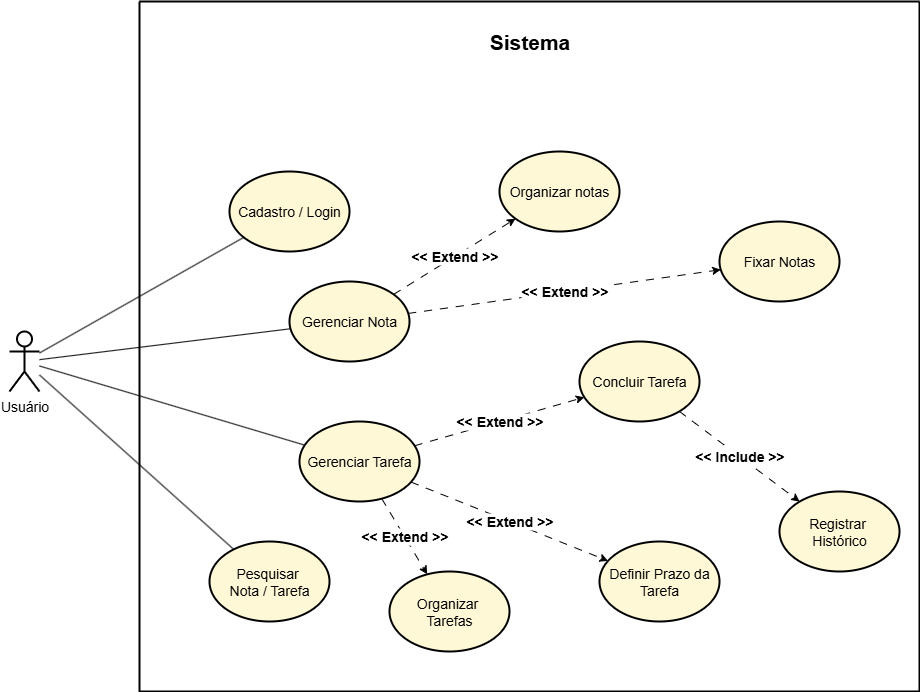 Sistema
Organizar notas
Cadastro / Login
<< Extend >>
Fixar Notas
<< Extend >>
Gerenciar Nota
Usuário
Concluir Tarefa
<< Extend >>
<< Include >>
Gerenciar Tarefa
<< Extend >>
<< Extend >>
Registrar
Histórico
Pesquisar
Nota / Tarefa
Definir Prazo da
Tarefa
Organizar
Tarefas